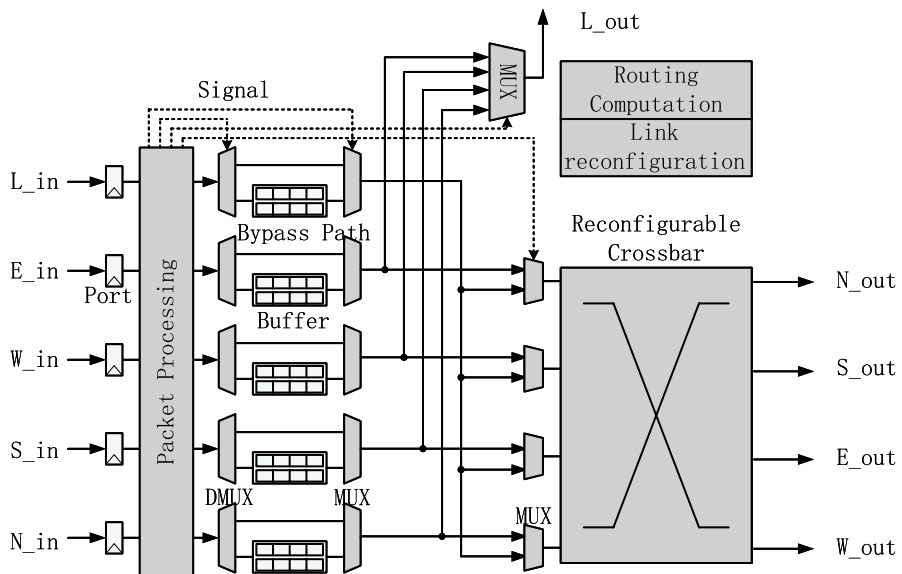 L_out
MUX
Routing
Computation
Link
reconfiguration
Signal
L_in
Bypass Path
Reconfigurable
Crossbar
E_in
Port
Buffer
N_out
Packet Processing
W_in
S_out
S_in
E_out
DMUX
MUX
MUX
N_in
W_out